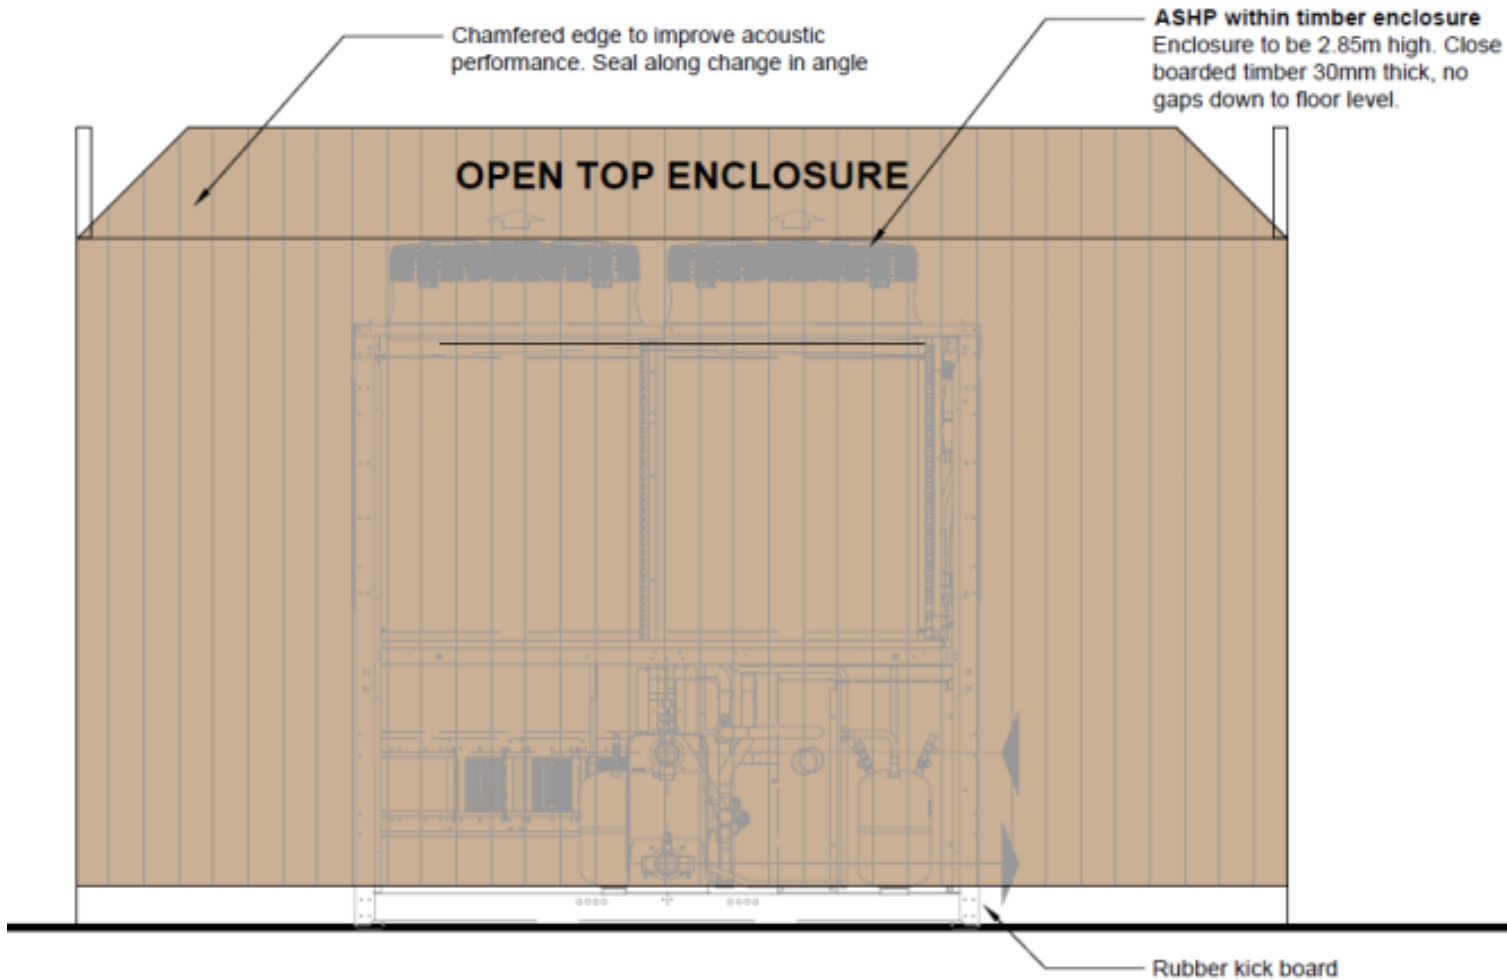 Chamfered edge to improve acoustic
performance. Seal along change in angle
ASHP within timber enclosure
Enclosure to be 2.85m high. Close
boarded timber 30mm thick, no
gaps down to floor level.
OPEN TOP ENCLOSURE
Rubber kick board